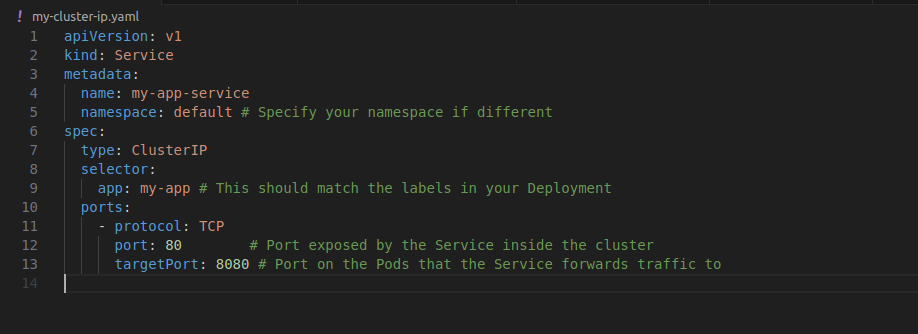 ! my-cluster-ip.yaml
1 apiVersion: v1
2 kind: Service
3 metadata:
4   name: my-app-service
5   namespace: default # Specify your namespace if different
6 spec:
7   type: ClusterIP
8   selector:
9     app: my-app # This should match the labels in your Deployment
10   ports:
11     - protocol: TCP
12       port: 80        # Port exposed by the Service inside the cluster
13       targetPort: 8080 # Port on the Pods that the Service forwards traffic to
14